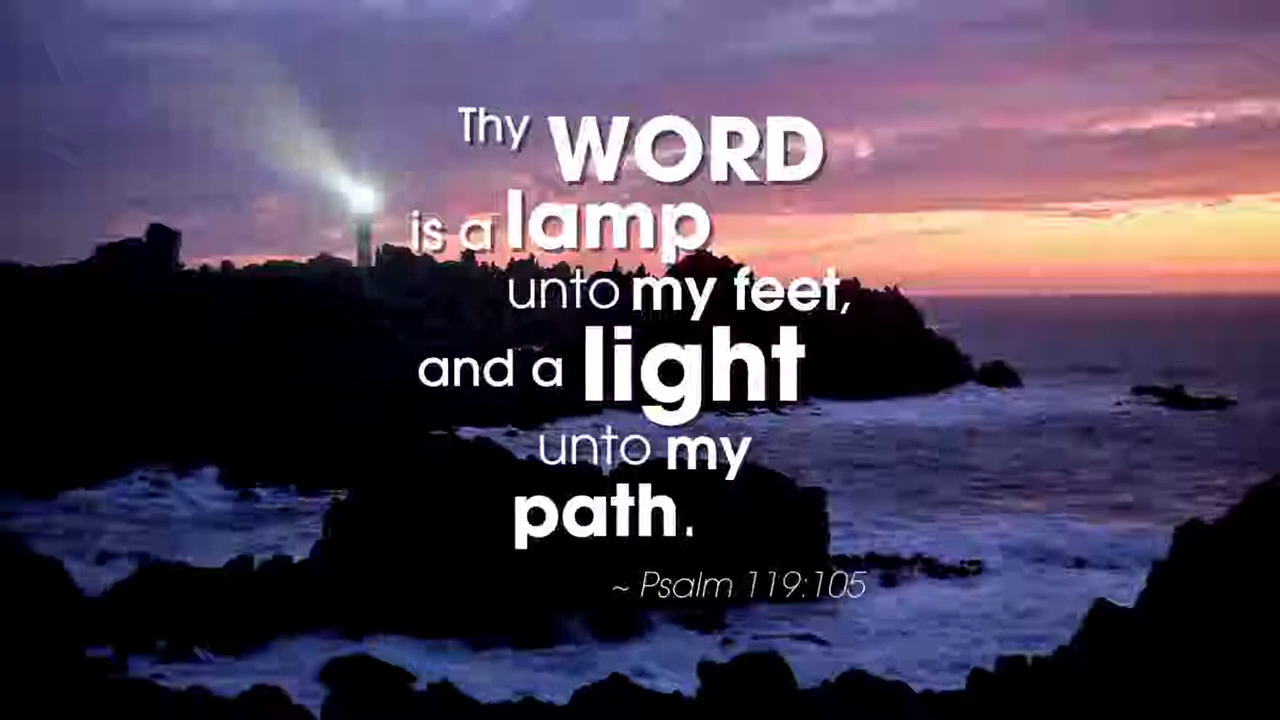 Thy WORD
is a lamp
unto my feet,
and a light
unto my
path.
~ Psalm 119:105